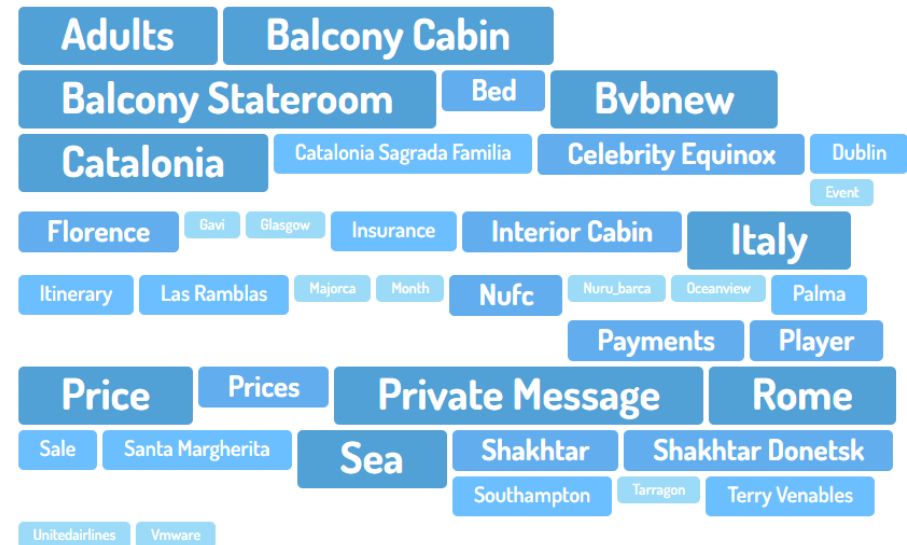 Adults Balcony Cabin
Balcony Stateroom Bed Bvbnew
Catalonia Catalonia Sagrada Familia Celebrity Equinox Dublin
Event
Florence Gavi Glasgow Insurance Interior Cabin Italy
Itinerary Las Ramblas Majorca Month Nufc Nuru_barca Oceanview Palma
Payments Player
Price Prices Private Message Rome
Sale Santa Margherita Sea Shakhtar Shakhtar Donetsk
Southampton Tarragon Terry Venables
Unitedairlines Vmware